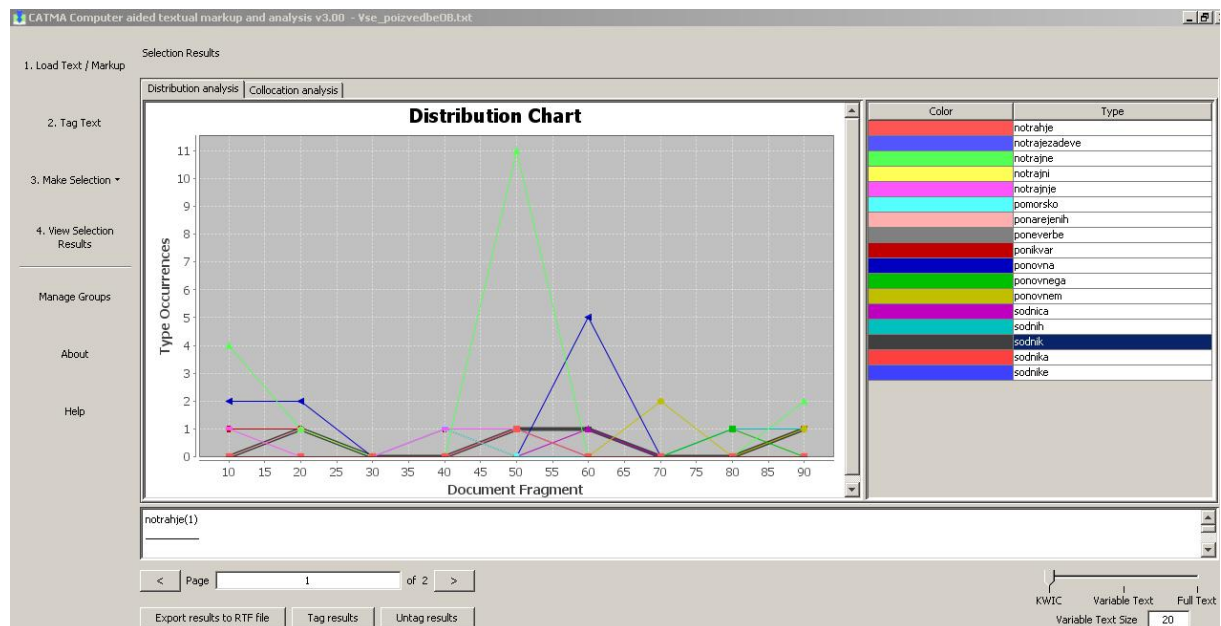 CATMA Computer aided textual markup and analysis v3.00 - Vse_poizvedbeOB.txt
1. Load Text / Markup
2. Tag Text
3. Make Selection
4. View Selection
Results
Manage Groups
About
Help
Selection Results
Distribution analysis
Collocation analysis
Distribution Chart
Type Occurrences
11
10
9
8
7
6
5
4
3
2
1
0
10 15 20 25 30 35 40 45 50 55 60 65 70 75 80 85 90
Document Fragment
Color Type
notrahje
notrajezadeve
notrajne
notrajni
notrajnje
pomorsko
ponarejenih
poneverbe
ponikvar
ponovna
ponovnega
ponovnem
sodnica
sodnih
sodnik
sodnika
sodnike
notrahje(1)
< Page 1 of 2 >
KWIC Variable Text Full Text
Export results to RTF file Tag results Untag results
Variable Text Size 20